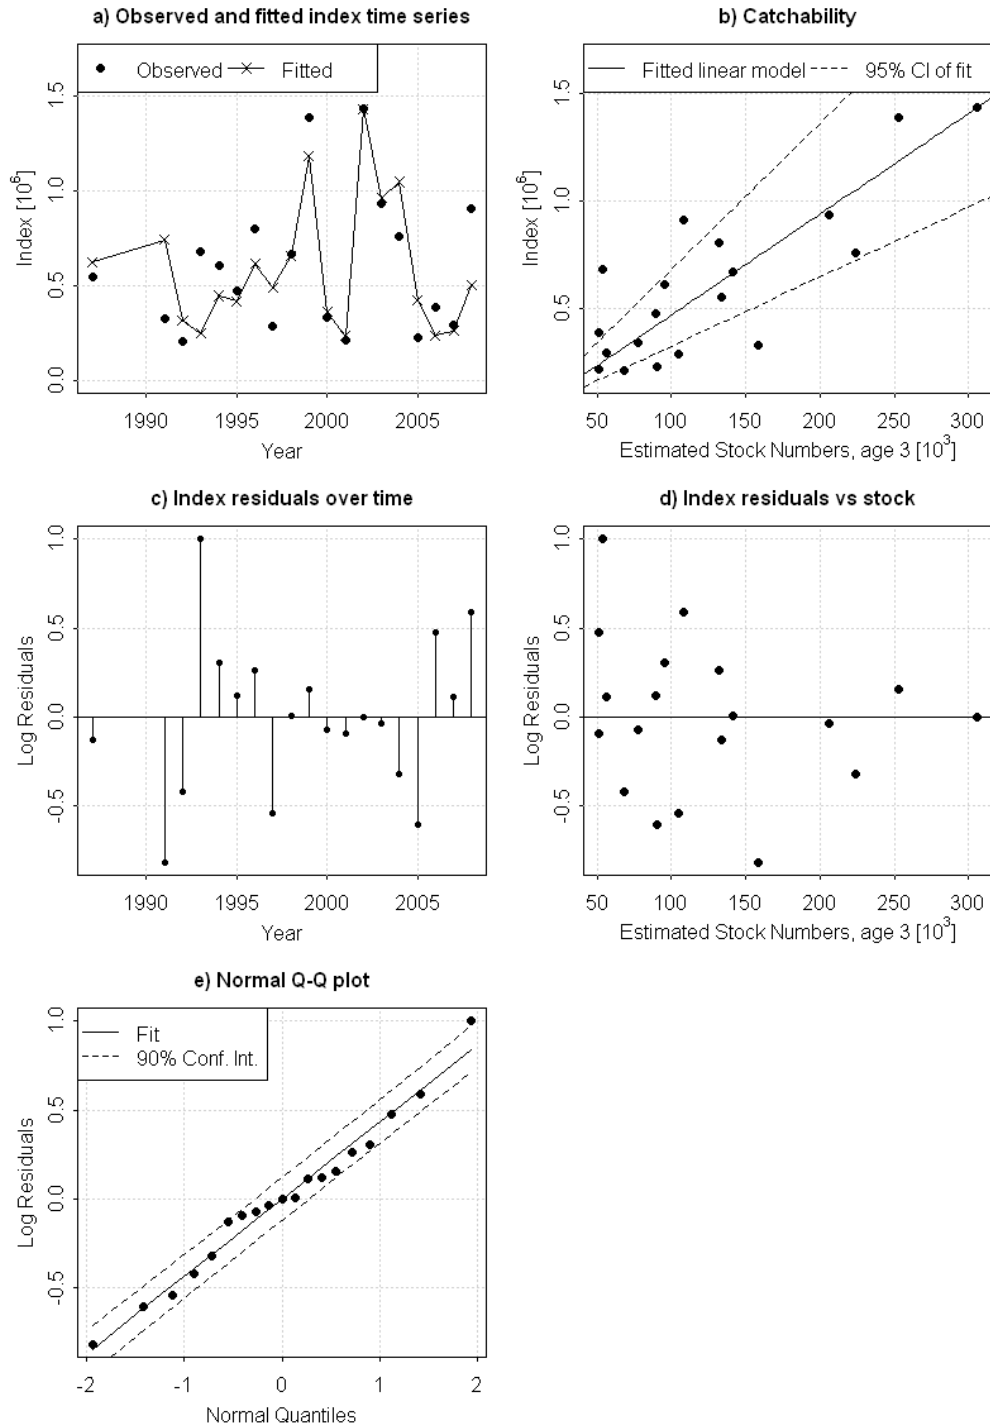 a) Observed and fitted index time series
Observed Fitted
Index [10^6]
0.0 0.5 1.0 1.5
1990 1995 2000 2005
Year
b) Catchability
Fitted linear model 95% CI of fit
Index [10^6]
0.5 1.0 1.5
50 100 150 200 250 300
Estimated Stock Numbers, age 3 [10^3]
c) Index residuals over time
Log Residuals
-0.5 0.0 0.5 1.0
1990 1995 2000 2005
Year
d) Index residuals vs stock
Log Residuals
-0.5 0.0 0.5 1.0
50 100 150 200 250 300
Estimated Stock Numbers, age 3 [10^3]
e) Normal Q-Q plot
Fit
90% Conf. Int.
Log Residuals
-0.5 0.0 0.5 1.0
-2 -1 0 1 2
Normal Quantiles